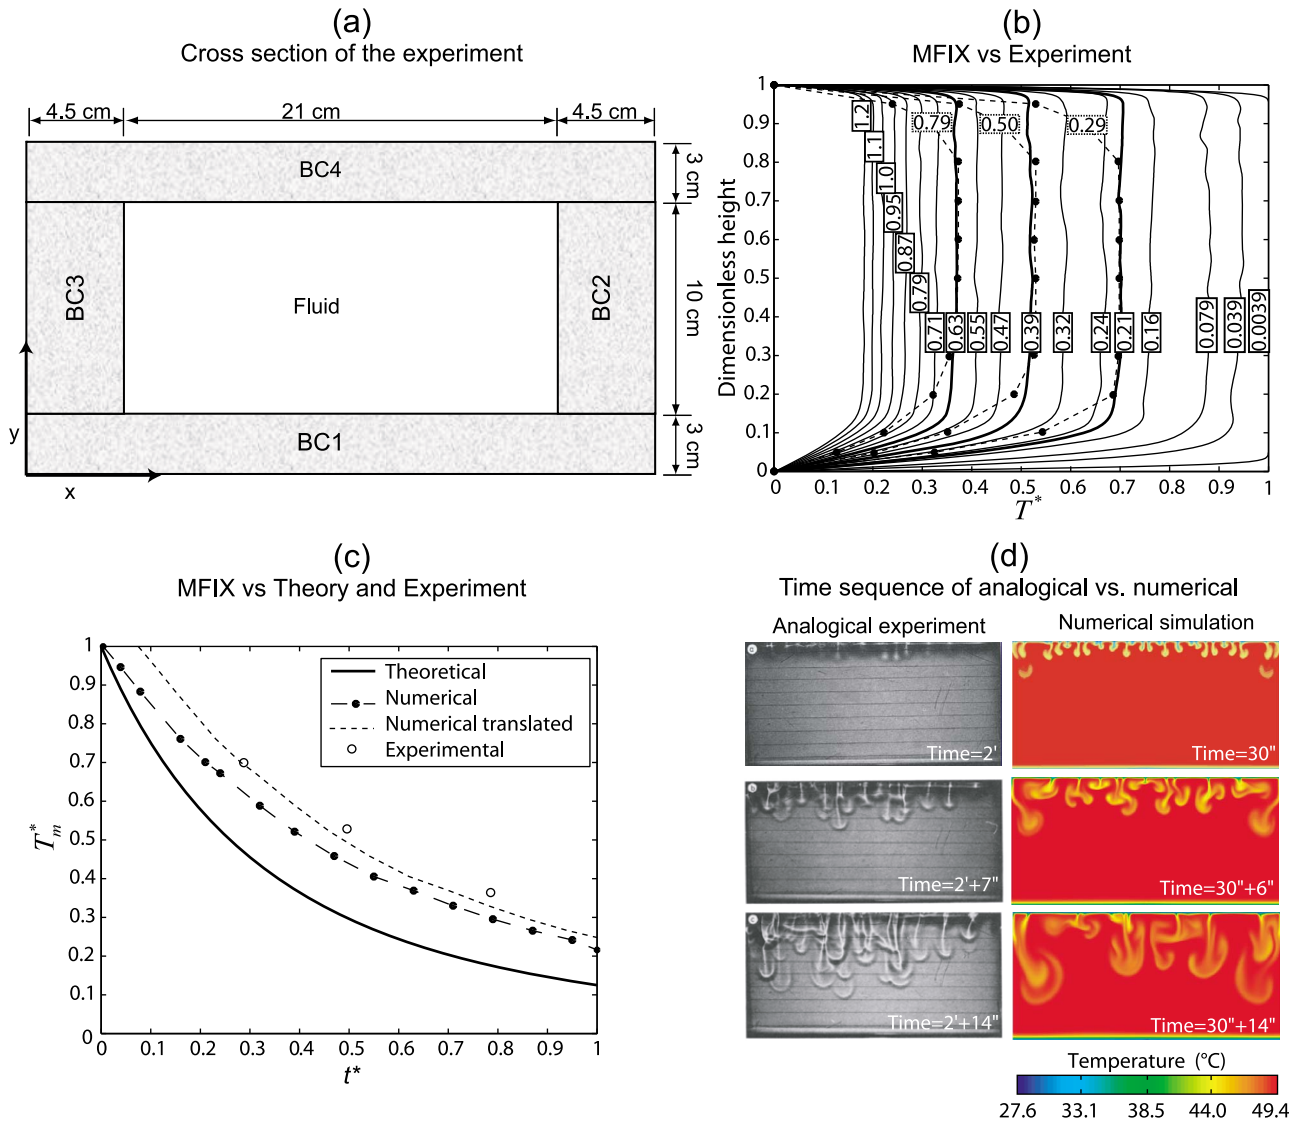 (a)
Cross section of the experiment
4.5 cm
21 cm
4.5 cm
BC4
3 cm
BC3
Fluid
BC2
10 cm
BC1
3 cm
y
x
(b)
MFIX vs Experiment
Dimensionless height
1
0.9
0.8
0.7
0.6
0.5
0.4
0.3
0.2
0.1
0
1.2
1.1
1.0
0.95
0.87
0.79
0.71
0.63
0.55
0.47
0.39
0.32
0.24
0.21
0.16
0.079
0.039
0.0039
0.79
0.50
0.29
0 0.1 0.2 0.3 0.4 0.5 0.6 0.7 0.8 0.9 1
T*
(c)
MFIX vs Theory and Experiment
T*m
1
0.9
0.8
0.7
0.6
0.5
0.4
0.3
0.2
0.1
0
Theoretical
Numerical
Numerical translated
Experimental
0 0.1 0.2 0.3 0.4 0.5 0.6 0.7 0.8 0.9 1
t*
(d)
Time sequence of analogical vs. numerical
Analogical experiment
Numerical simulation
a
Time=2'
Time=30"
b
Time=2'+7"
Time=30"+6"
c
Time=2'+14"
Time=30"+14"
Temperature (°C)
27.6 33.1 38.5 44.0 49.4